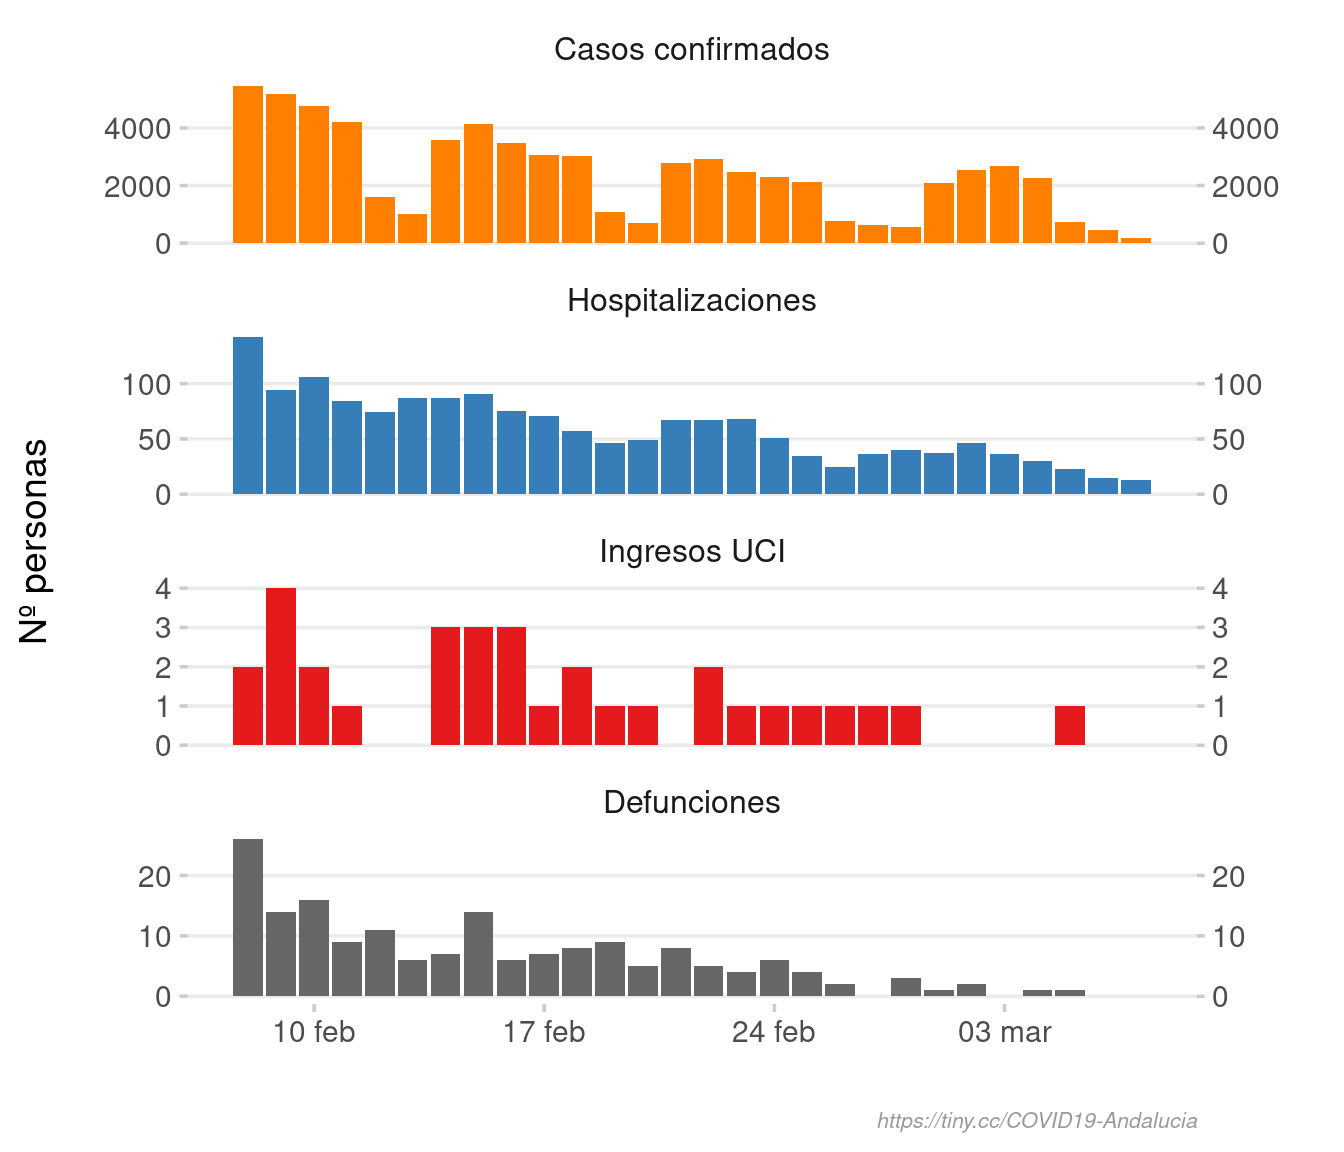 Casos confirmados
4000 4000
2000 2000
0 0
Hospitalizaciones
100 100
50 50
0 0
Nº personas
Ingresos UCI
4 4
3 3
2 2
1 1
0 0
Defunciones
20 20
10 10
0 0
10 feb 17 feb 24 feb 03 mar
https://tiny.cc/COVID19-Andalucia